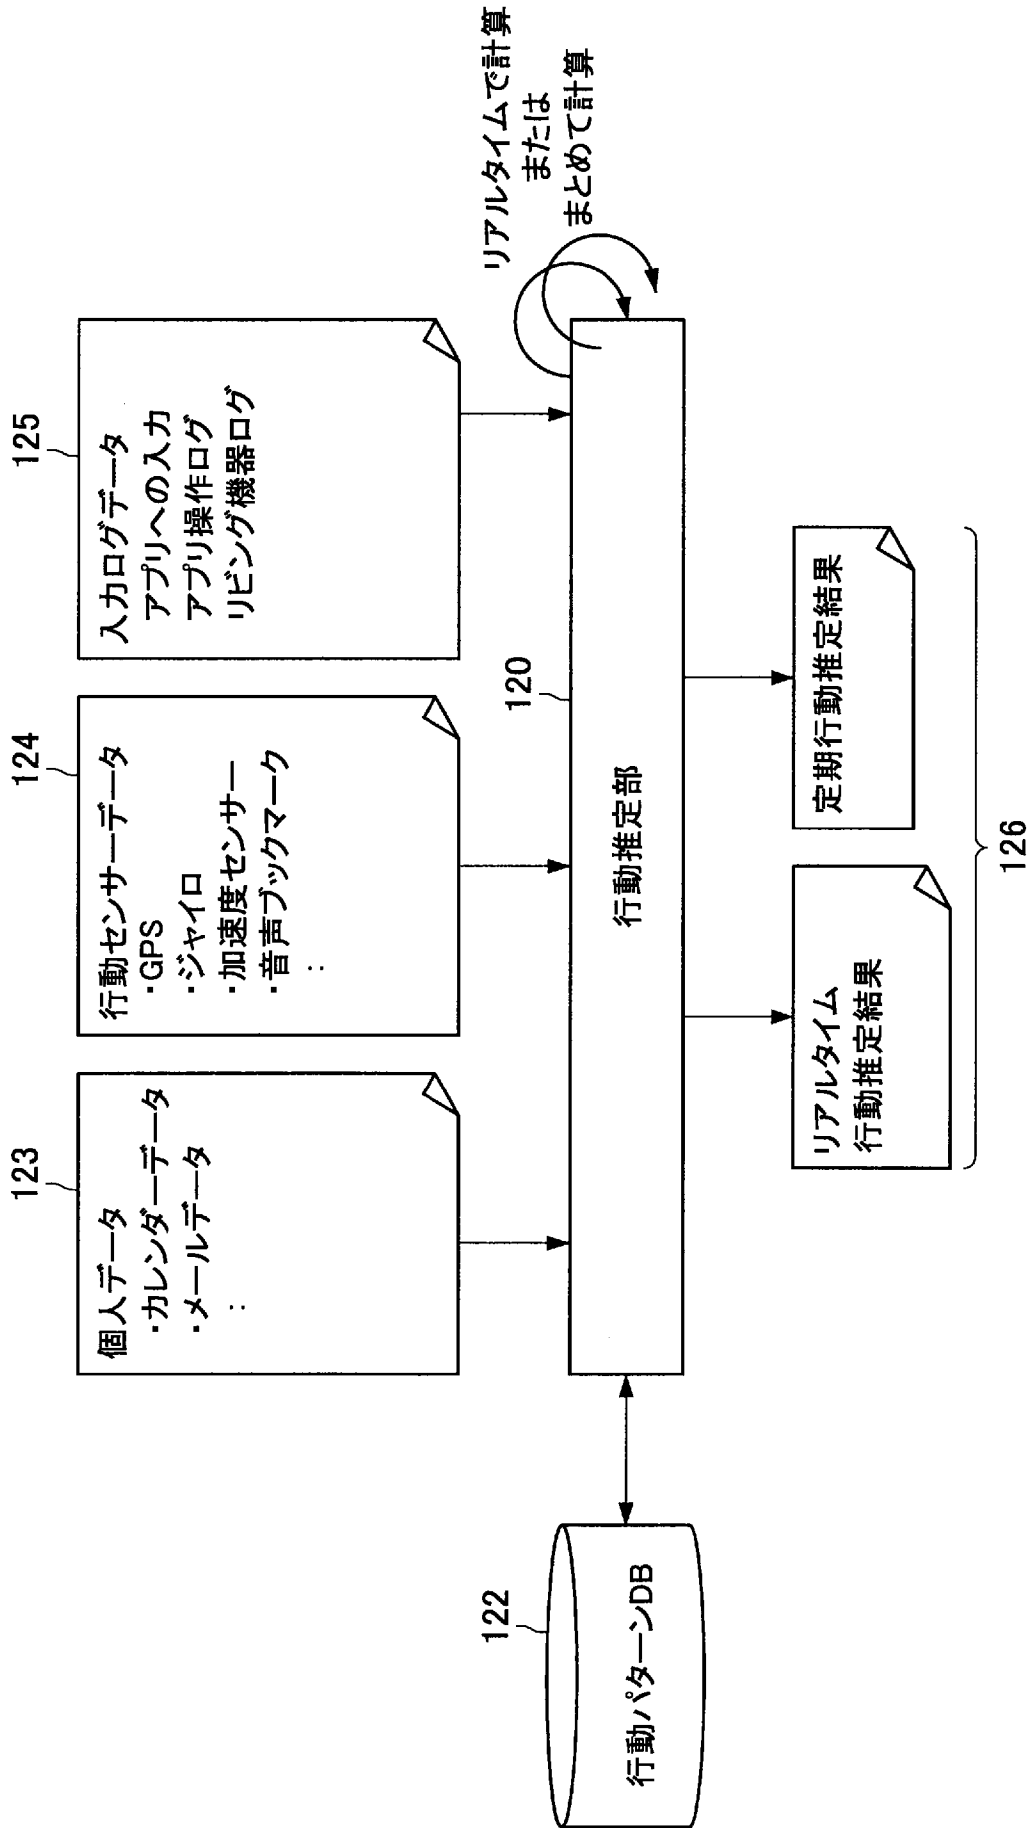 123
個人データ
・カレンダーデータ
・メールデータ
:
124
行動センサーデータ
・GPS
・ジャイロ
・加速度センサー
・音声ブックマーク
:
125
入力ログデータ
アプリへの入力
アプリ操作ログ
リビング機器ログ
リアルタイムで計算
または
まとめて計算
122
行動パターンDB
120
行動推定部
リアルタイム
行動推定結果
定期行動推定結果
126